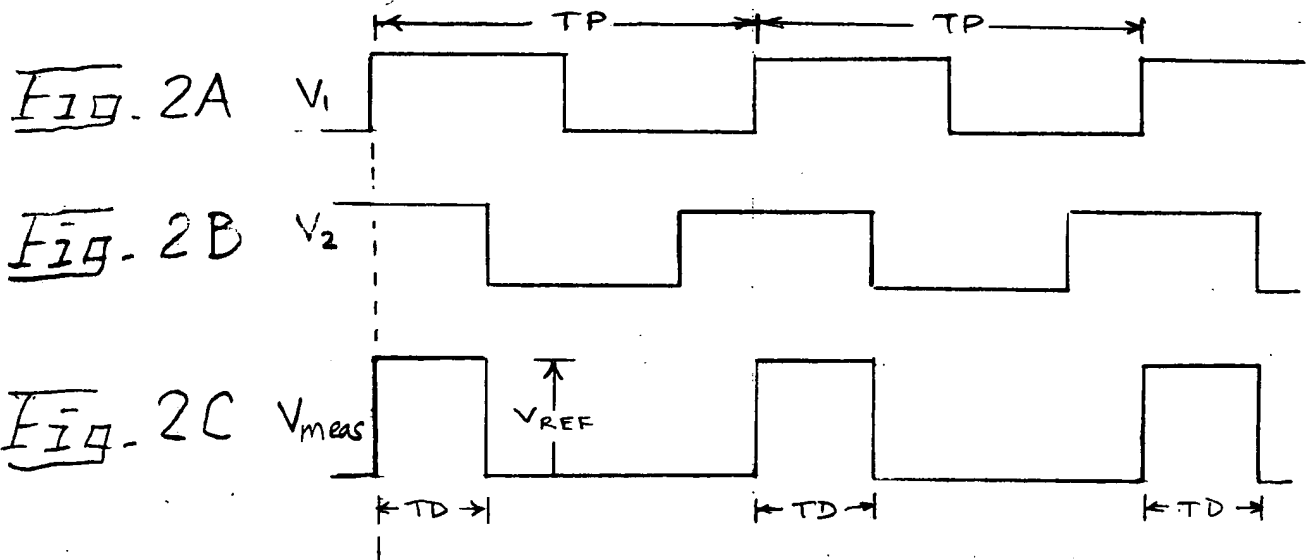 TP TP
Fig. 2A V₁
Fig. 2B V₂
Fig. 2C Vmeas VREF
TD TD TD